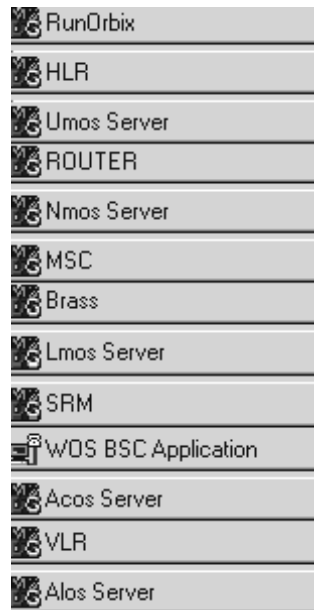 RunOrbix
HLR
Umos Server
ROUTER
Nmos Server
MSC
Brass
Lmos Server
SRM
WOS BSC Application
Acos Server
VLR
Alos Server